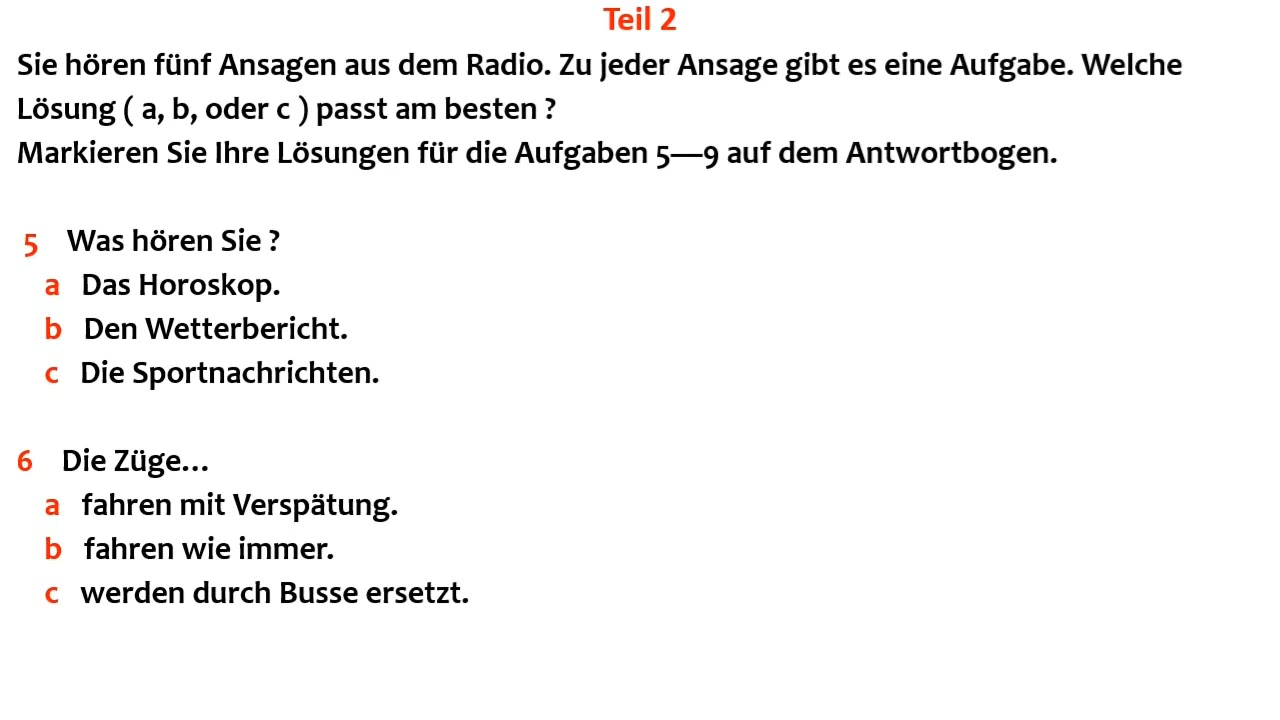 Teil 2
Sie hören fünf Ansagen aus dem Radio. Zu jeder Ansage gibt es eine Aufgabe. Welche
Lösung ( a, b, oder c ) passt am besten ?
Markieren Sie Ihre Lösungen für die Aufgaben 5—9 auf dem Antwortbogen.
5 Was hören Sie ?
a Das Horoskop.
b Den Wetterbericht.
c Die Sportnachrichten.
6 Die Züge...
a fahren mit Verspätung.
b fahren wie immer.
c werden durch Busse ersetzt.